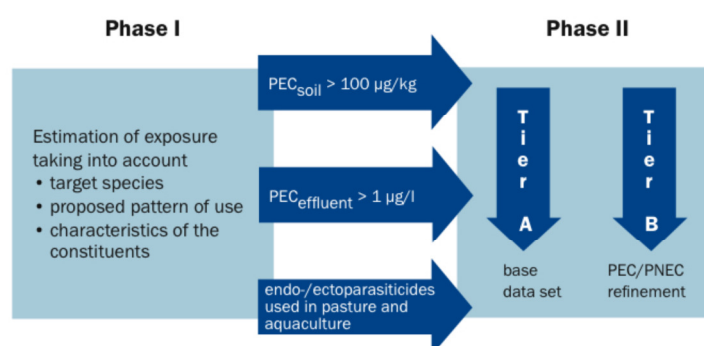 Phase I
Phase II
PECsoil > 100 µg/kg
Estimation of exposure
taking into account
• target species
• proposed pattern of use
• characteristics of the
constituents
PECeffluent > 1 µg/l
endo-/ectoparasiticides
used in pasture and
aquaculture
Tier A
base
data set
Tier B
PEC/PNEC
refinement